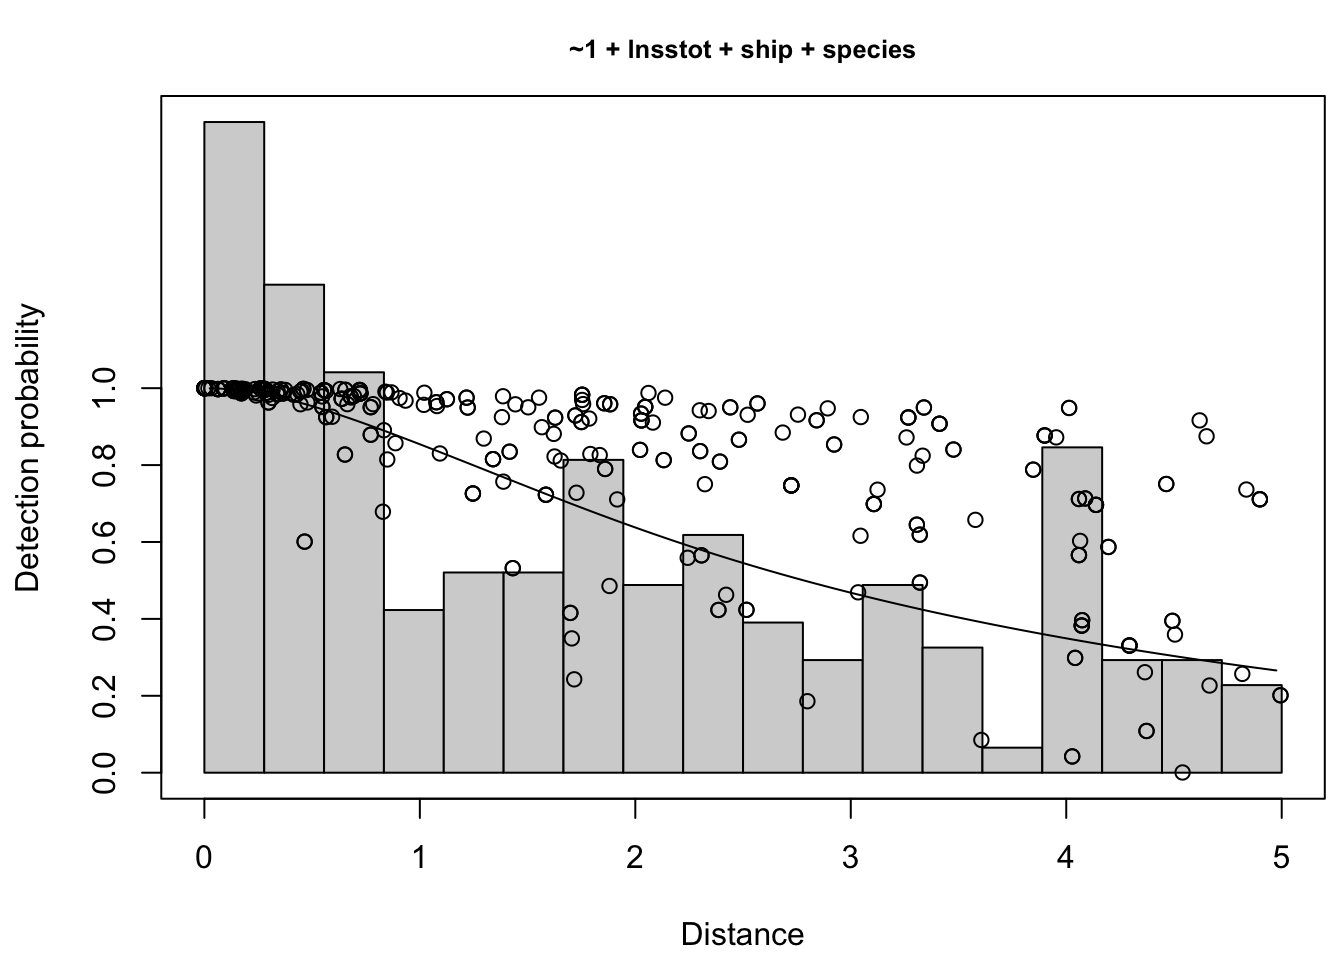 ~1 + lnsstot + ship + species
Detection probability
1.0
0.8
0.6
0.4
0.2
0.0
0 1 2 3 4 5
Distance